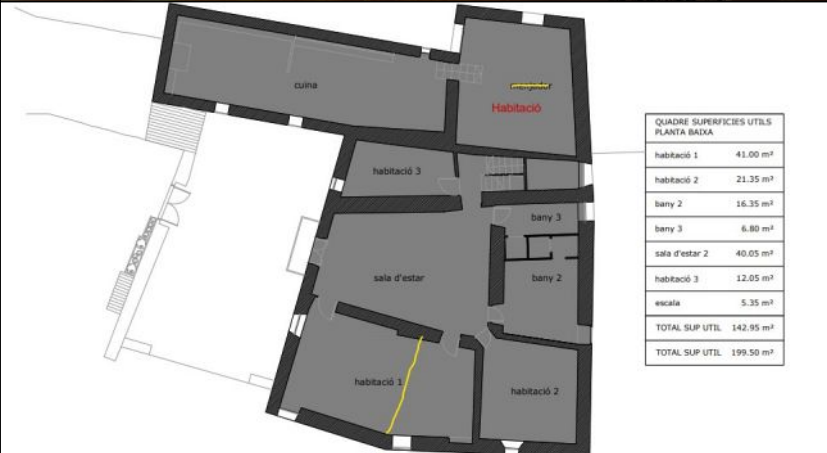 cuina
Habitació
habitació 3
bany 3
sala d'estar
bany 2
habitació 1
habitació 2
QUADRE SUPERFICIES UTILS
PLANTA BAIXA
habitació 1 41.00 m²
habitació 2 21.35 m²
bany 2 16.35 m²
bany 3 6.80 m²
sala d'estar 2 40.05 m²
habitació 3 12.05 m²
escala 5.35 m²
TOTAL SUP UTIL 142.95 m²
TOTAL SUP UTIL 199.50 m²